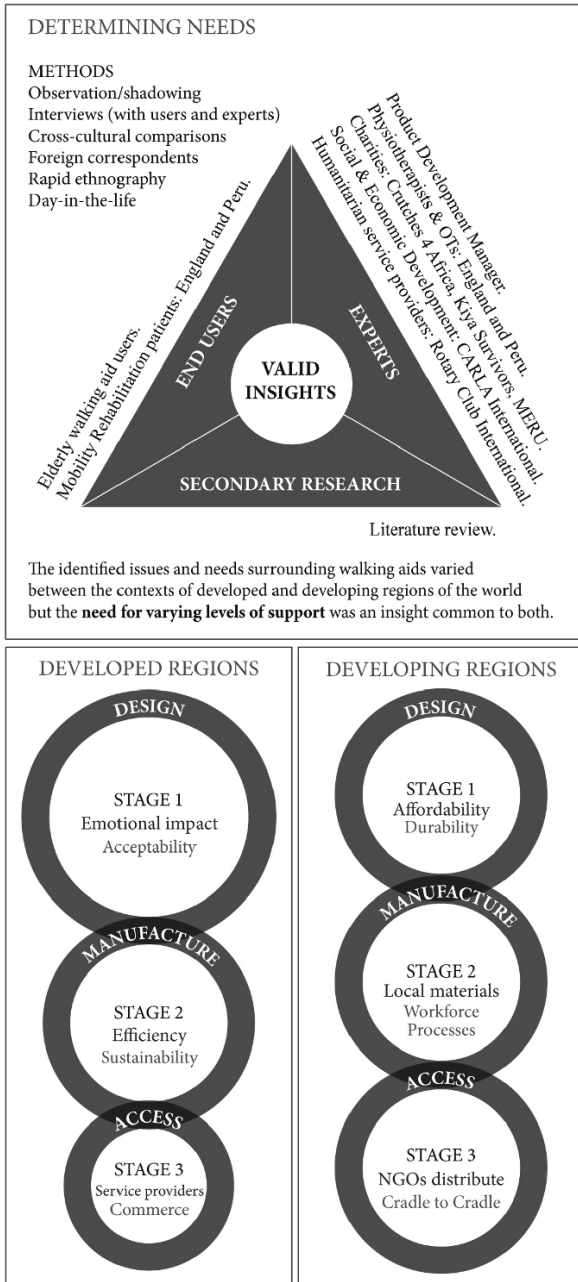 DETERMINING NEEDS
METHODS
Observation/shadowing
Interviews (with users and experts)
Cross-cultural comparisons
Foreign correspondents
Rapid ethnography
Day-in-the-life
Elderly walking aid users.
Mobility Rehabilitation patients: England and Peru.
END USERS
Product Development Manager.
Physiotherapists & OTs: England and Peru.
Charities: Crutches 4 Africa, Kiya Survivors, MERU.
Social & Economic Development: CARLA International.
Humanitarian service providers: Rotary Club International.
EXPERTS
VALID
INSIGHTS
SECONDARY RESEARCH
Literature review.
The identified issues and needs surrounding walking aids varied
between the contexts of developed and developing regions of the world
but the need for varying levels of support was an insight common to both.
DEVELOPED REGIONS
DESIGN
STAGE 1
Emotional impact
Acceptability
MANUFACTURE
STAGE 2
Efficiency
Sustainability
ACCESS
STAGE 3
Service providers
Commerce
DEVELOPING REGIONS
DESIGN
STAGE 1
Affordability
Durability
MANUFACTURE
STAGE 2
Local materials
Workforce
Processes
ACCESS
STAGE 3
NGOs distribute
Cradle to Cradle